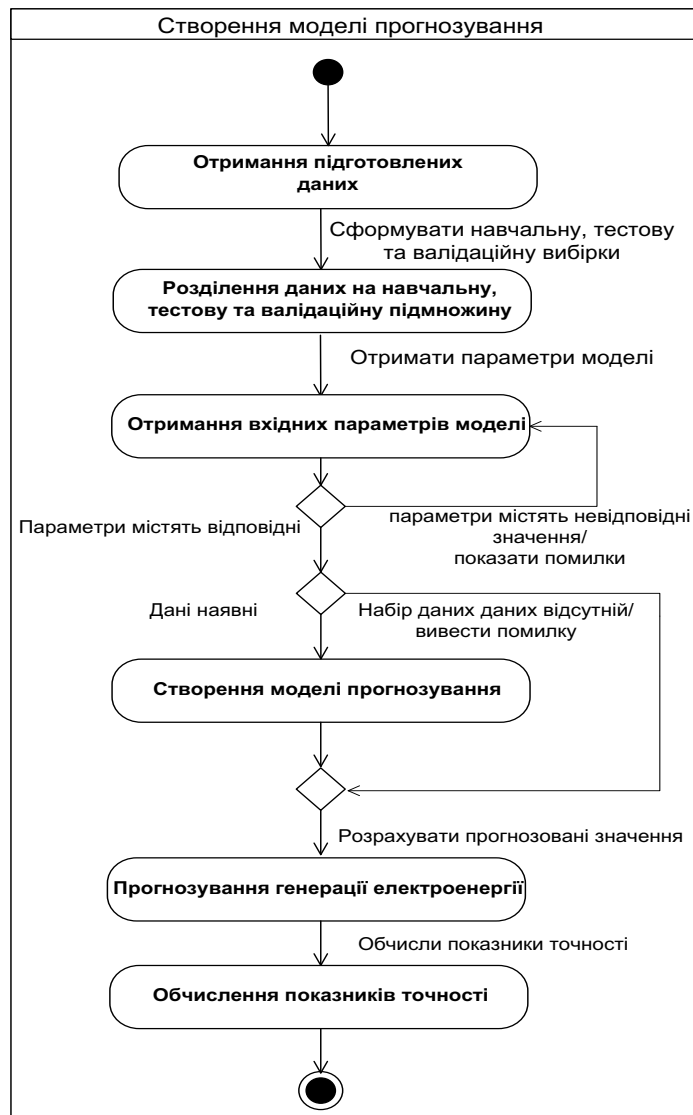 Створення моделі прогнозування
Отримання підготовлених
даних
Сформувати навчальну, тестову
та валідаційну вибірки
Розділення даних на навчальну,
тестову та валідаційну підмножину
Отримати параметри моделі
Отримання вхідних параметрів моделі
Параметри містять відповідні
параметри містять невідповідні
значення/
показати помилки
Дані наявні
Набір даних даних відсутній/
вивести помилку
Створення моделі прогнозування
Розрахувати прогнозовані значення
Прогнозування генерації електроенергії
Обчисли показники точності
Обчислення показників точності